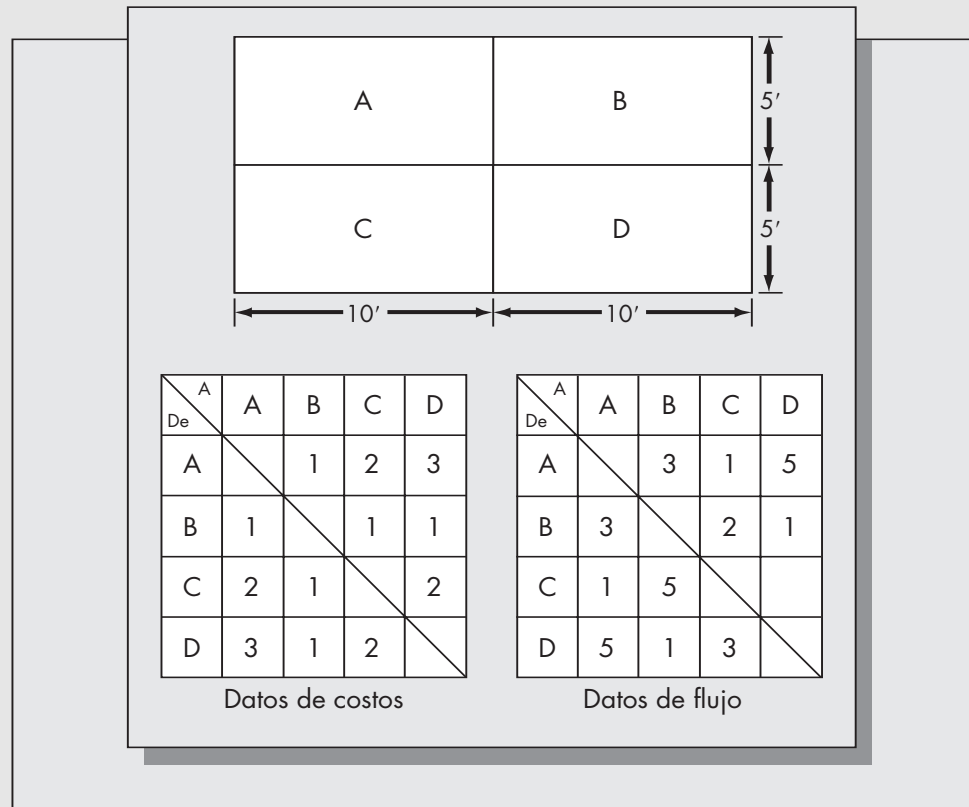 A B
5’
C D
5’
10’ 10’
A
De A B C D
A 1 2 3
B 1 1 1
C 2 1 2
D 3 1 2
Datos de costos
A
De A B C D
A 3 1 5
B 3 2 1
C 1 5
D 5 1 3
Datos de flujo